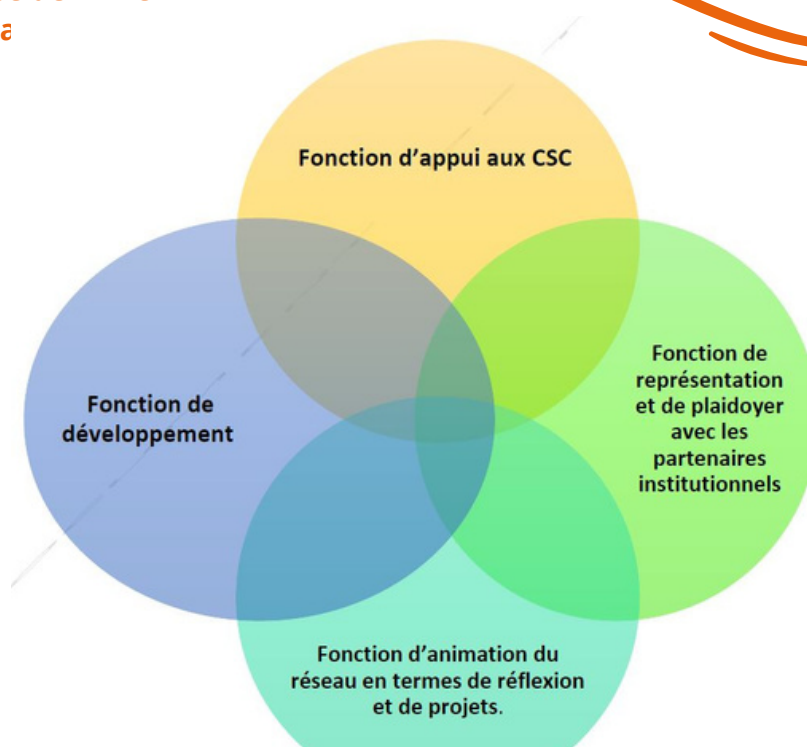 Fonction d'appui aux CSC
Fonction de
développement
Fonction de
représentation
et de plaidoyer
avec les
partenaires
institutionnels
Fonction d'animation du
réseau en termes de réflexion
et de projets.